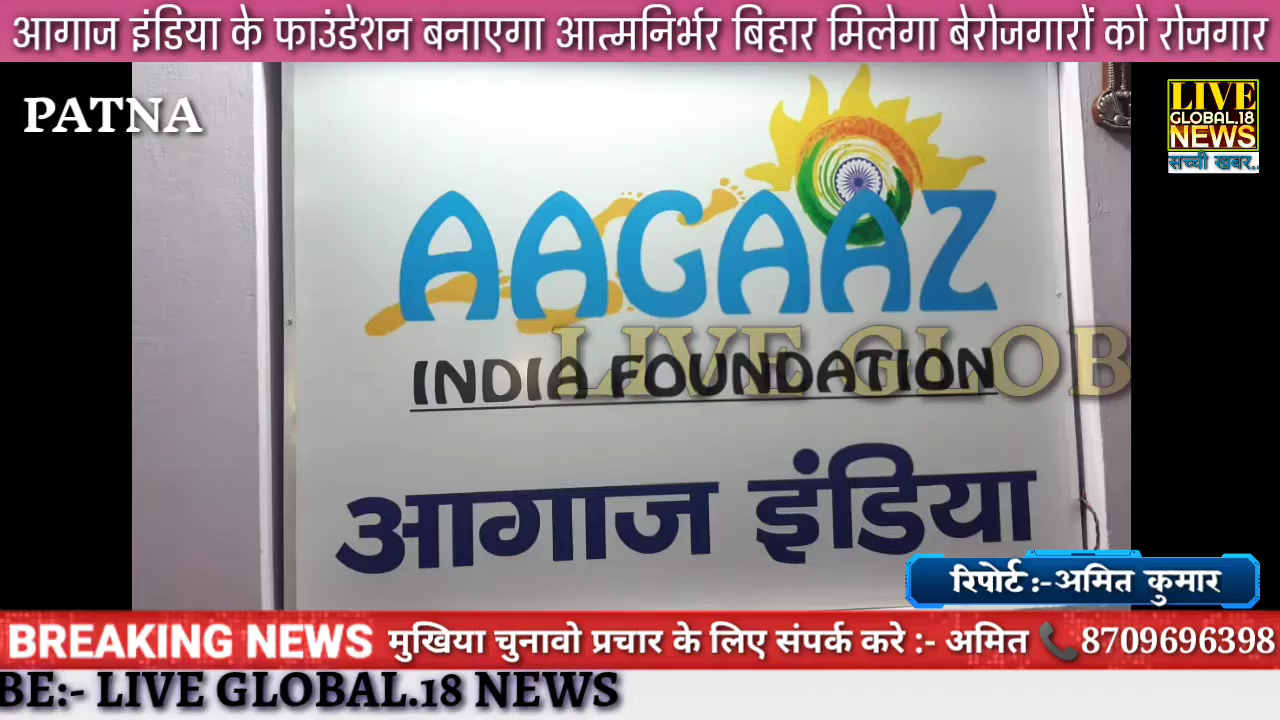 आगाज इंडिया के फाउंडेशन बनाएगा आत्मनिर्भर बिहार मिलेगा बेरोजगारों को रोजगार
PATNA
LIVE
GLOBAL.18
NEWS
सच्ची खबर..
AAGAAZ
INDIA FOUNDATION
LIVE GLOB
आगाज इंडिया
रिपोर्ट :- अमित कुमार
BREAKING NEWS मुखिया चुनावो प्रचार के लिए संपर्क करे :- अमित 📞8709696398
BE:- LIVE GLOBAL.18 NEWS